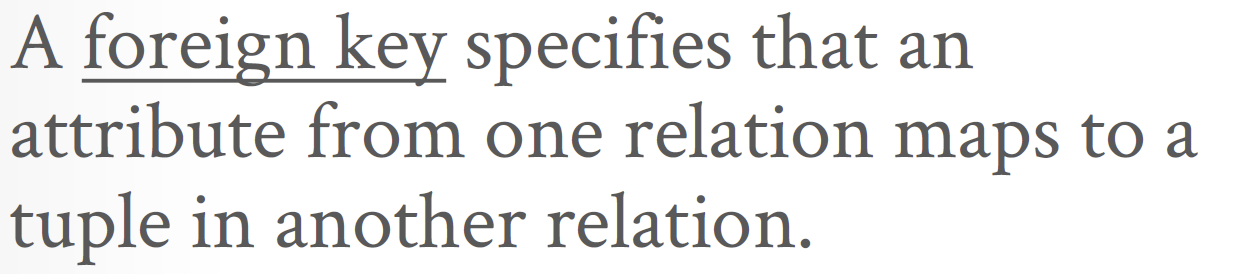 A foreign key specifies that an
attribute from one relation maps to a
tuple in another relation.